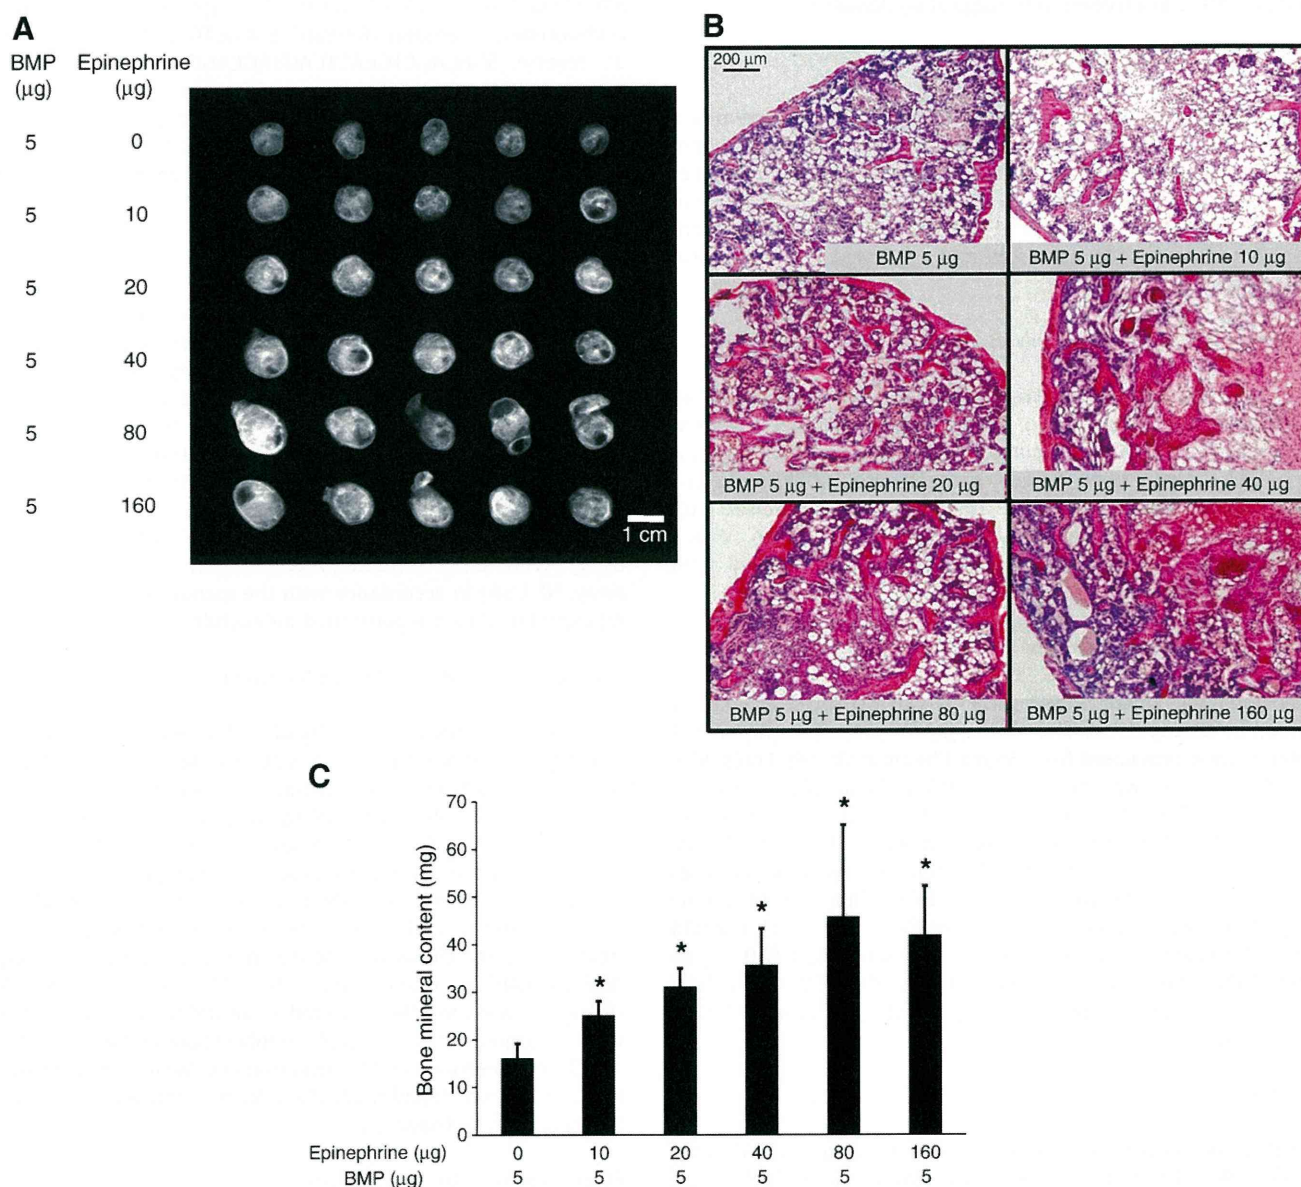 A
BMP
(μg)
Epinephrine
(μg)
5 0
5 10
5 20
5 40
5 80
5 160
1 cm
B
200 μm
BMP 5 μg
BMP 5 μg + Epinephrine 10 μg
BMP 5 μg + Epinephrine 20 μg
BMP 5 μg + Epinephrine 40 μg
BMP 5 μg + Epinephrine 80 μg
BMP 5 μg + Epinephrine 160 μg
C
Bone mineral content (mg)
70
60
50
40
30
20
10
0
* * * * *
Epinephrine (μg) 0 10 20 40 80 160
BMP (μg) 5 5 5 5 5 5